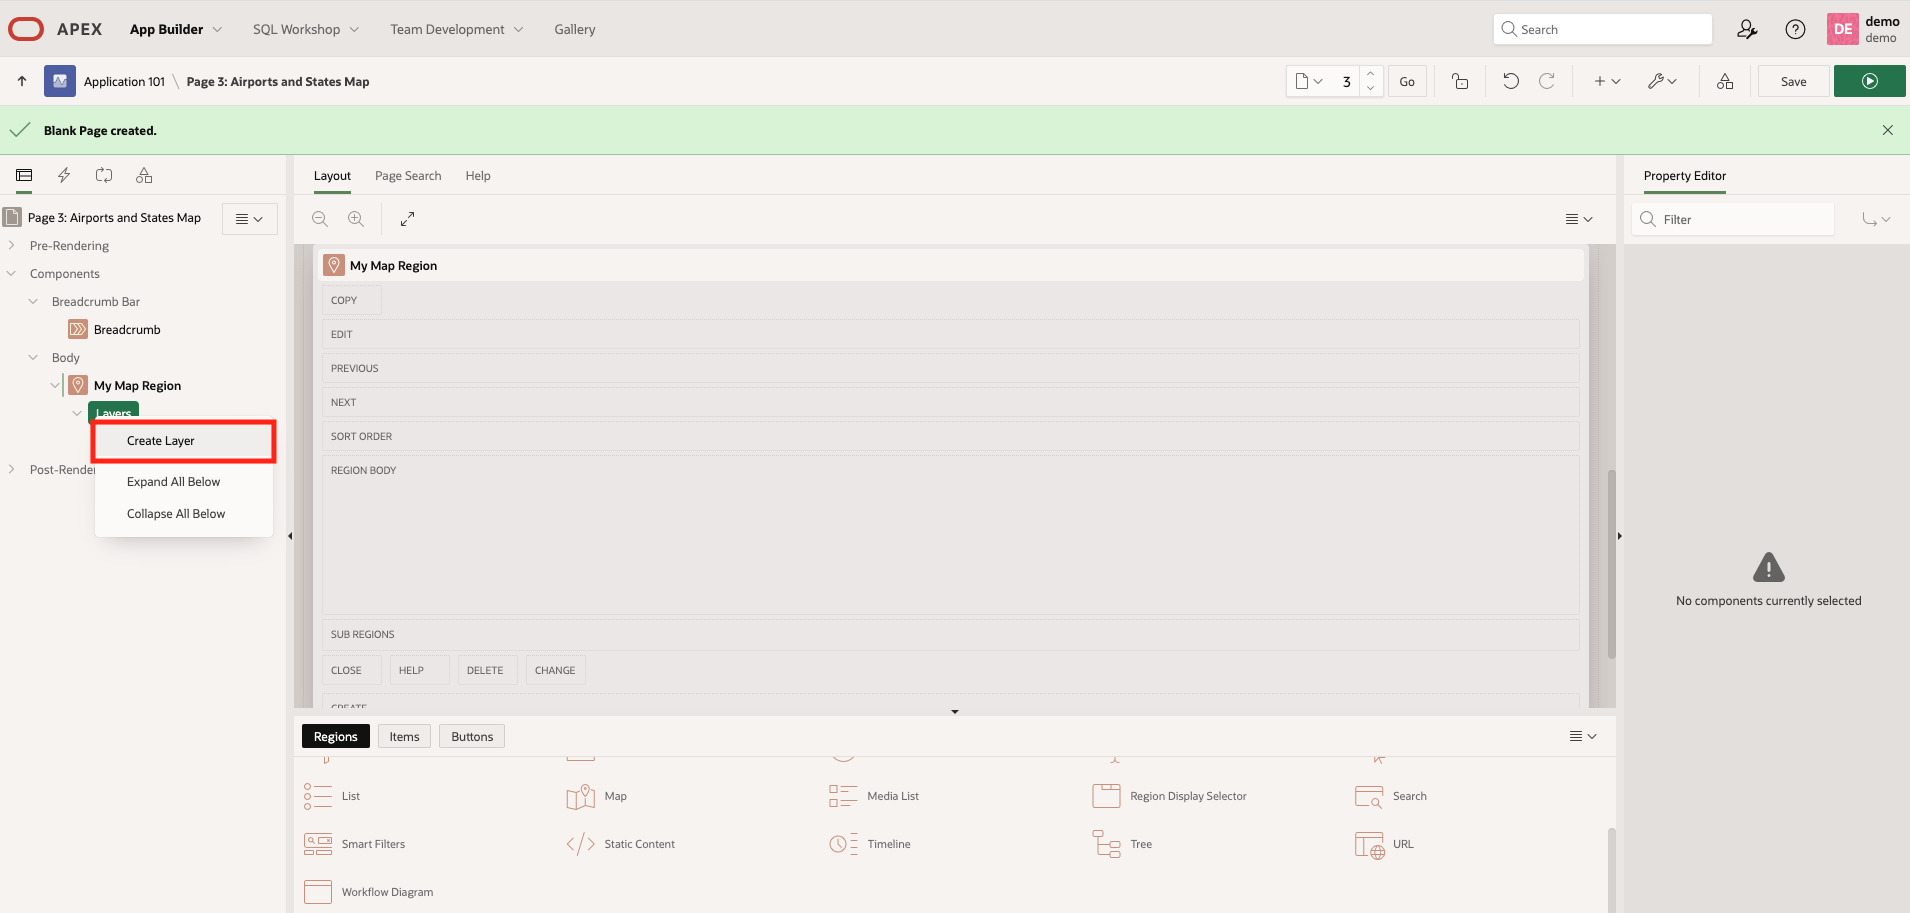 APEX
App Builder
SQL Workshop
Team Development
Gallery
Search
DE
demo
demo
Application 101 \ Page 3: Airports and States Map
3
Go
Save
Blank Page created.
Page 3: Airports and States Map
Pre-Rendering
Components
Breadcrumb Bar
Breadcrumb
Body
My Map Region
Layers
Create Layer
Post-Render
Expand All Below
Collapse All Below
Layout
Page Search
Help
My Map Region
COPY
EDIT
PREVIOUS
NEXT
SORT ORDER
REGION BODY
SUB REGIONS
CLOSE
HELP
DELETE
CHANGE
CREATE
Regions
Items
Buttons
List
Map
Media List
Region Display Selector
Search
Smart Filters
Static Content
Timeline
Tree
URL
Workflow Diagram
Property Editor
Filter
No components currently selected